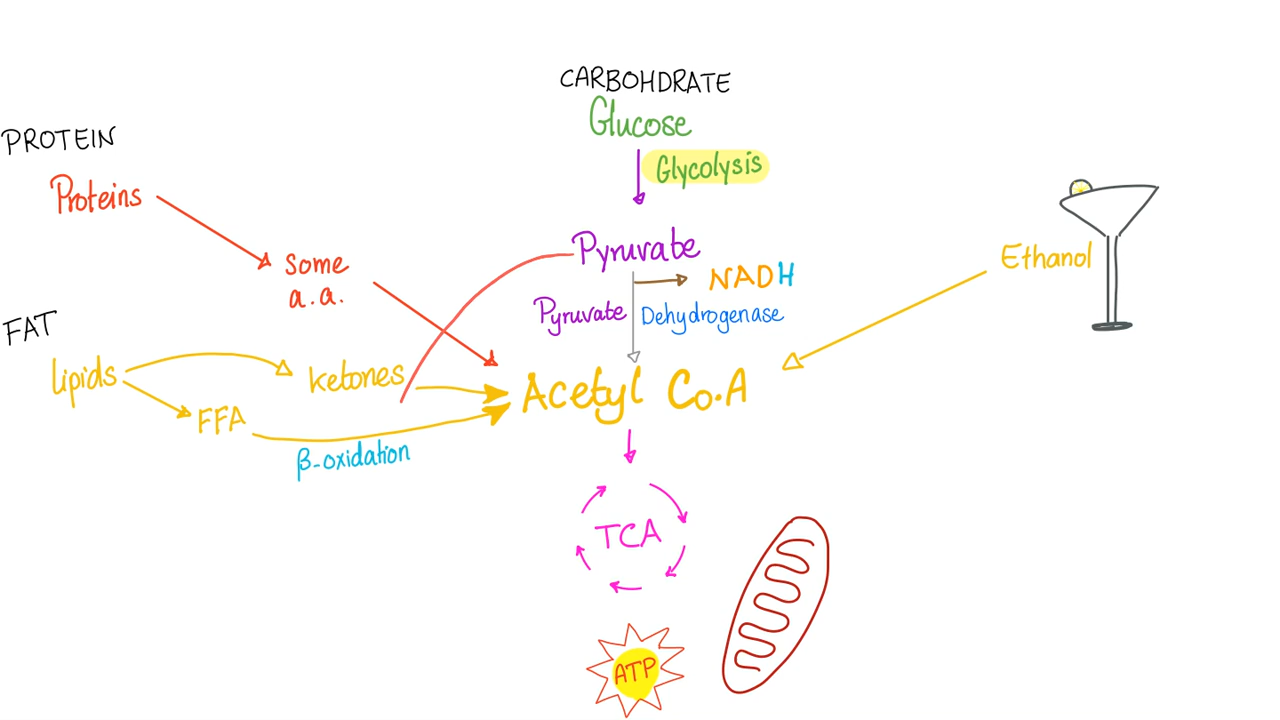 CARBOHDRATE
Glucose
Glycolysis
PROTEIN
Proteins
Some
a.a.
Pyruvate
NADH
Pyruvate Dehydrogenase
Ethanol
FAT
lipids
ketones
FFA
β-oxidation
Acetyl Co.A
TCA
ATP